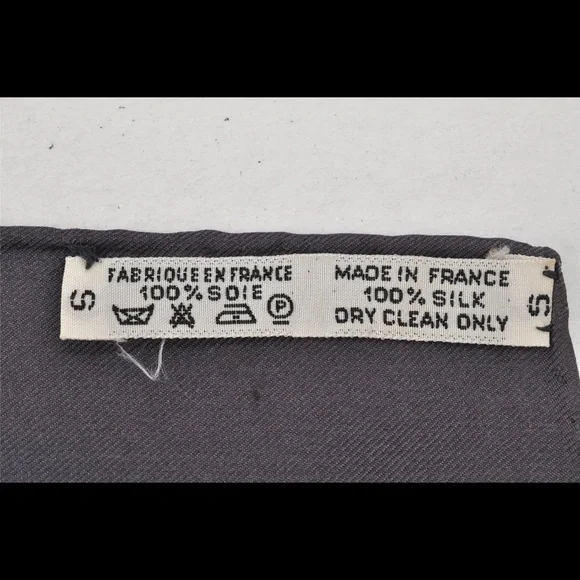 S
FABRIQUE EN FRANCE
100% SOIE
P
MADE IN FRANCE
100% SILK
DRY CLEAN ONLY
S